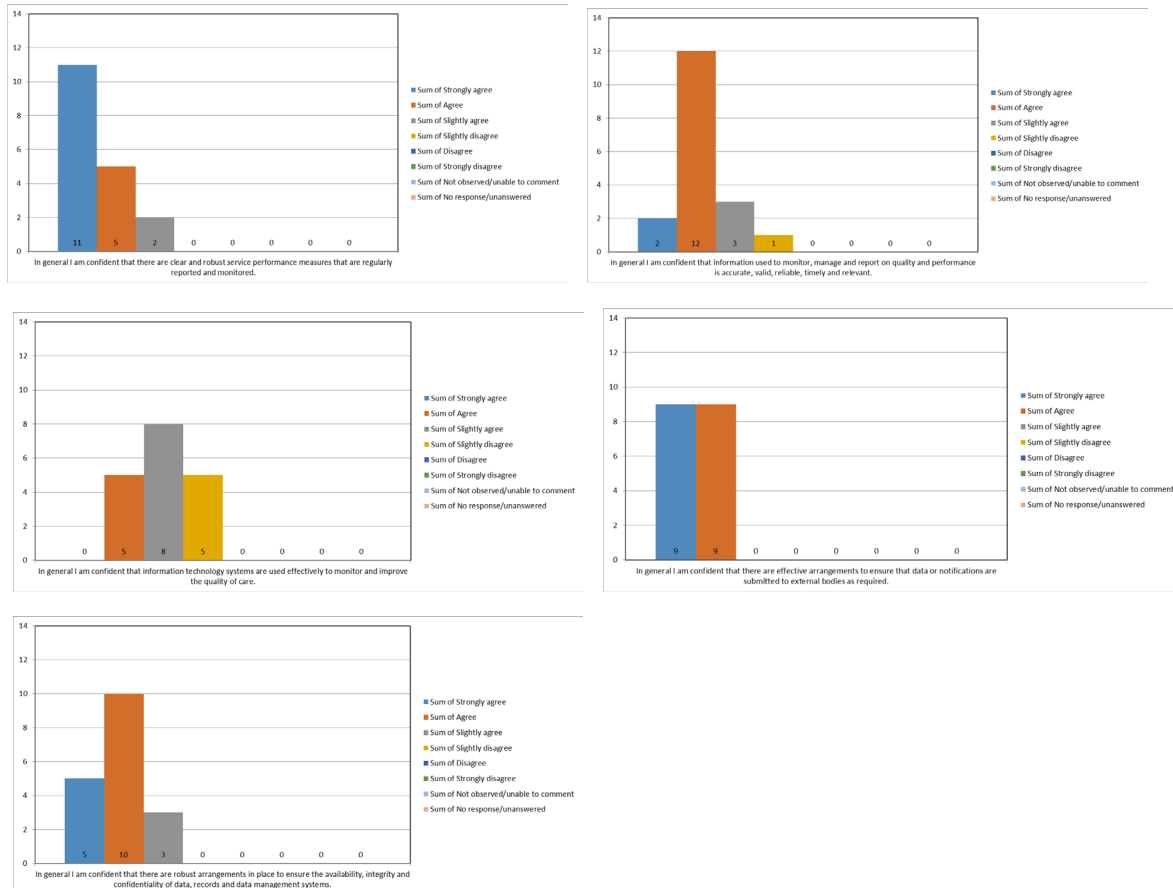 14
12
10
8
6
4
2
0
11 5 2 0 0 0 0 0
In general I am confident that there are clear and robust service performance measures that are regularly
reported and monitored.
Sum of Strongly agree
Sum of Agree
Sum of Slightly agree
Sum of Slightly disagree
Sum of Disagree
Sum of Strongly disagree
Sum of Not observed/unable to comment
Sum of No response/unanswered
14
12
10
8
6
4
2
0
2 12 3 1 0 0 0 0
In general I am confident that information used to monitor, manage and report on quality and performance
is accurate, valid, reliable, timely and relevant.
Sum of Strongly agree
Sum of Agree
Sum of Slightly agree
Sum of Slightly disagree
Sum of Disagree
Sum of Strongly disagree
Sum of Not observed/unable to comment
Sum of No response/unanswered
14
12
10
8
6
4
2
0
0 5 8 5 0 0 0 0
In general I am confident that information technology systems are used effectively to monitor and improve
the quality of care.
Sum of Strongly agree
Sum of Agree
Sum of Slightly agree
Sum of Slightly disagree
Sum of Disagree
Sum of Strongly disagree
Sum of Not observed/unable to comment
Sum of No response/unanswered
14
12
10
8
6
4
2
0
9 9 0 0 0 0 0 0
In general I am confident that there are effective arrangements to ensure that data or notifications are
submitted to external bodies as required.
Sum of Strongly agree
Sum of Agree
Sum of Slightly agree
Sum of Slightly disagree
Sum of Disagree
Sum of Strongly disagree
Sum of Not observed/unable to comment
Sum of No response/unanswered
14
12
10
8
6
4
2
0
5 10 3 0 0 0 0 0
In general I am confident that there are robust arrangements in place to ensure the availability, integrity and
confidentiality of data, records and data management systems.
Sum of Strongly agree
Sum of Agree
Sum of Slightly agree
Sum of Slightly disagree
Sum of Disagree
Sum of Strongly disagree
Sum of Not observed/unable to comment
Sum of No response/unanswered